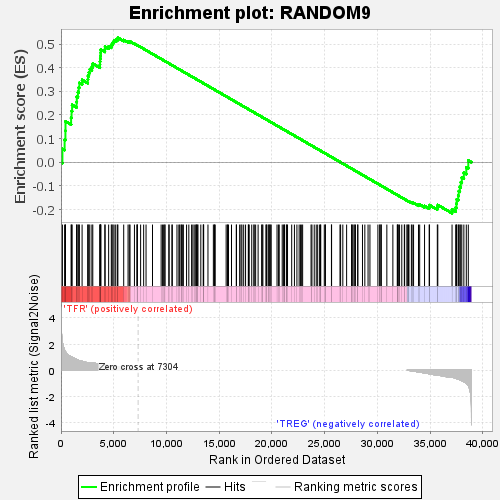 Enrichment plot: RANDOM9
Enrichment score (ES)
0.5
0.4
0.3
0.2
0.1
0.0
-0.1
-0.2
'TFR' (positively correlated)
Ranked list metric (Signal2Noise)
4
2
0
-2
-4
Zero cross at 7304
'TREG' (negatively correlated)
0
5,000
10,000
15,000
20,000
25,000
30,000
35,000
40,000
Rank in Ordered Dataset
Enrichment profile
Hits
Ranking metric scores